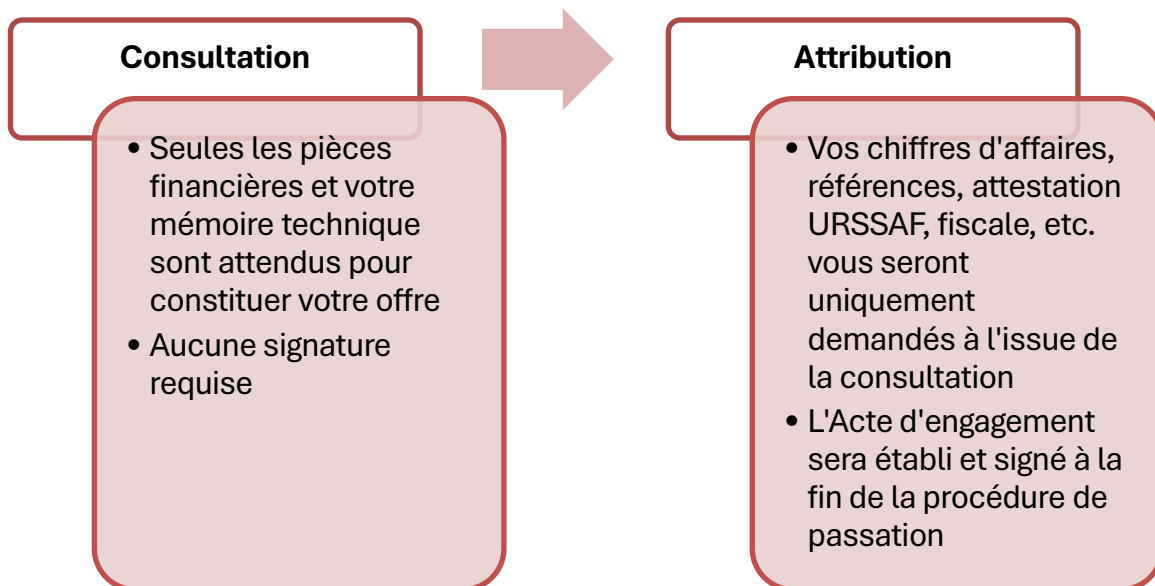 Consultation
• Seules les pièces
financières et votre
mémoire technique
sont attendus pour
constituer votre offre
• Aucune signature
requise
Attribution
• Vos chiffres d'affaires,
références, attestation
URSSAF, fiscale, etc.
vous seront
uniquement
demandés à l'issue de
la consultation
• L'Acte d'engagement
sera établi et signé à la
fin de la procédure de
passation